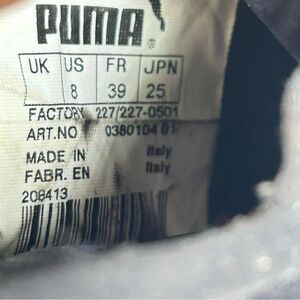 PUMA
UK US FR JPN
8 39 25
FACTORY 227/227-0501
ART.NO 0380104 01
MADE IN Italy
FABR. EN Italy
208413